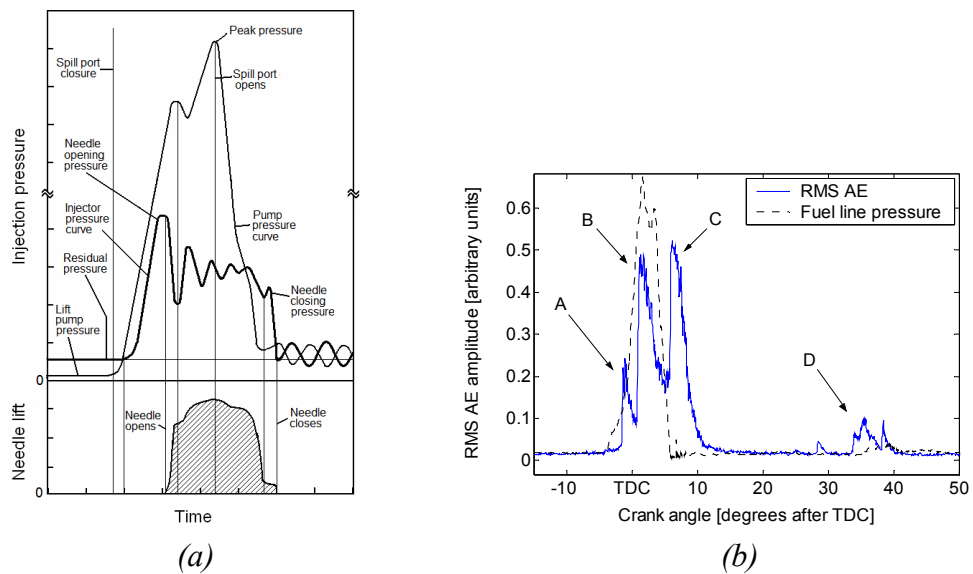 Peak pressure
Spill port
closure
Spill port
opens
Needle
opening
pressure
Injector
pressure
curve
Residual
pressure
Lift
pump
pressure
Pump
pressure
curve
Needle
closing
pressure
Injection pressure
0
Needle
opens
Needle
closes
Needle lift
0
Time
(a)
RMS AE
Fuel line pressure
RMS AE amplitude [arbitrary units]
0.6
0.5
0.4
0.3
0.2
0.1
0
A
B
C
D
-10
TDC
10
20
30
40
50
Crank angle [degrees after TDC]
(b)